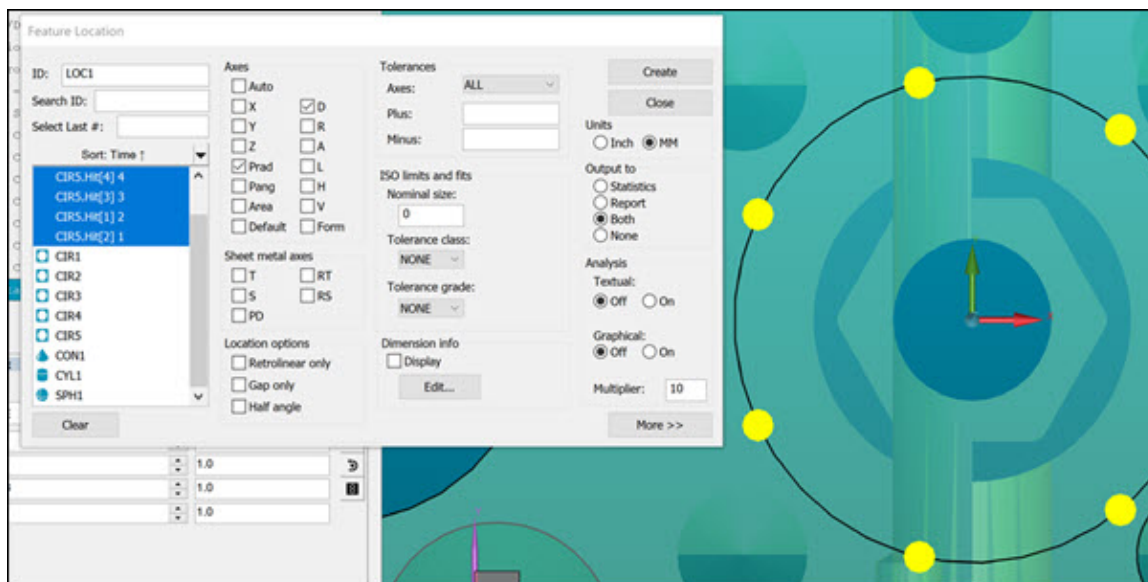 Feature Location
ID: LOC1
Search ID:
Select Last #:
Sort: Time ↑
CIR5.Hit[4] 4
CIR5.Hit[3] 3
CIR5.Hit[1] 2
CIR5.Hit[2] 1
CIR1
CIR2
CIR3
CIR4
CIR5
CON1
CYL1
SPH1
Clear
Axes
Auto
X D
Y R
Z A
Prad L
Pang H
Area V
Default Form
Sheet metal axes
T RT
S RS
PD
Location options
Retrolinear only
Gap only
Half angle
Tolerances
Axes: ALL
Plus:
Minus:
ISO limits and fits
Nominal size:
0
Tolerance class:
NONE
Tolerance grade:
NONE
Dimension info
Display
Edit...
Create
Close
Units
Inch MM
Output to
Statistics
Report
Both
None
Analysis
Textual:
Off On
Graphical:
Off On
Multiplier: 10
More >>
1.0
1.0
1.0